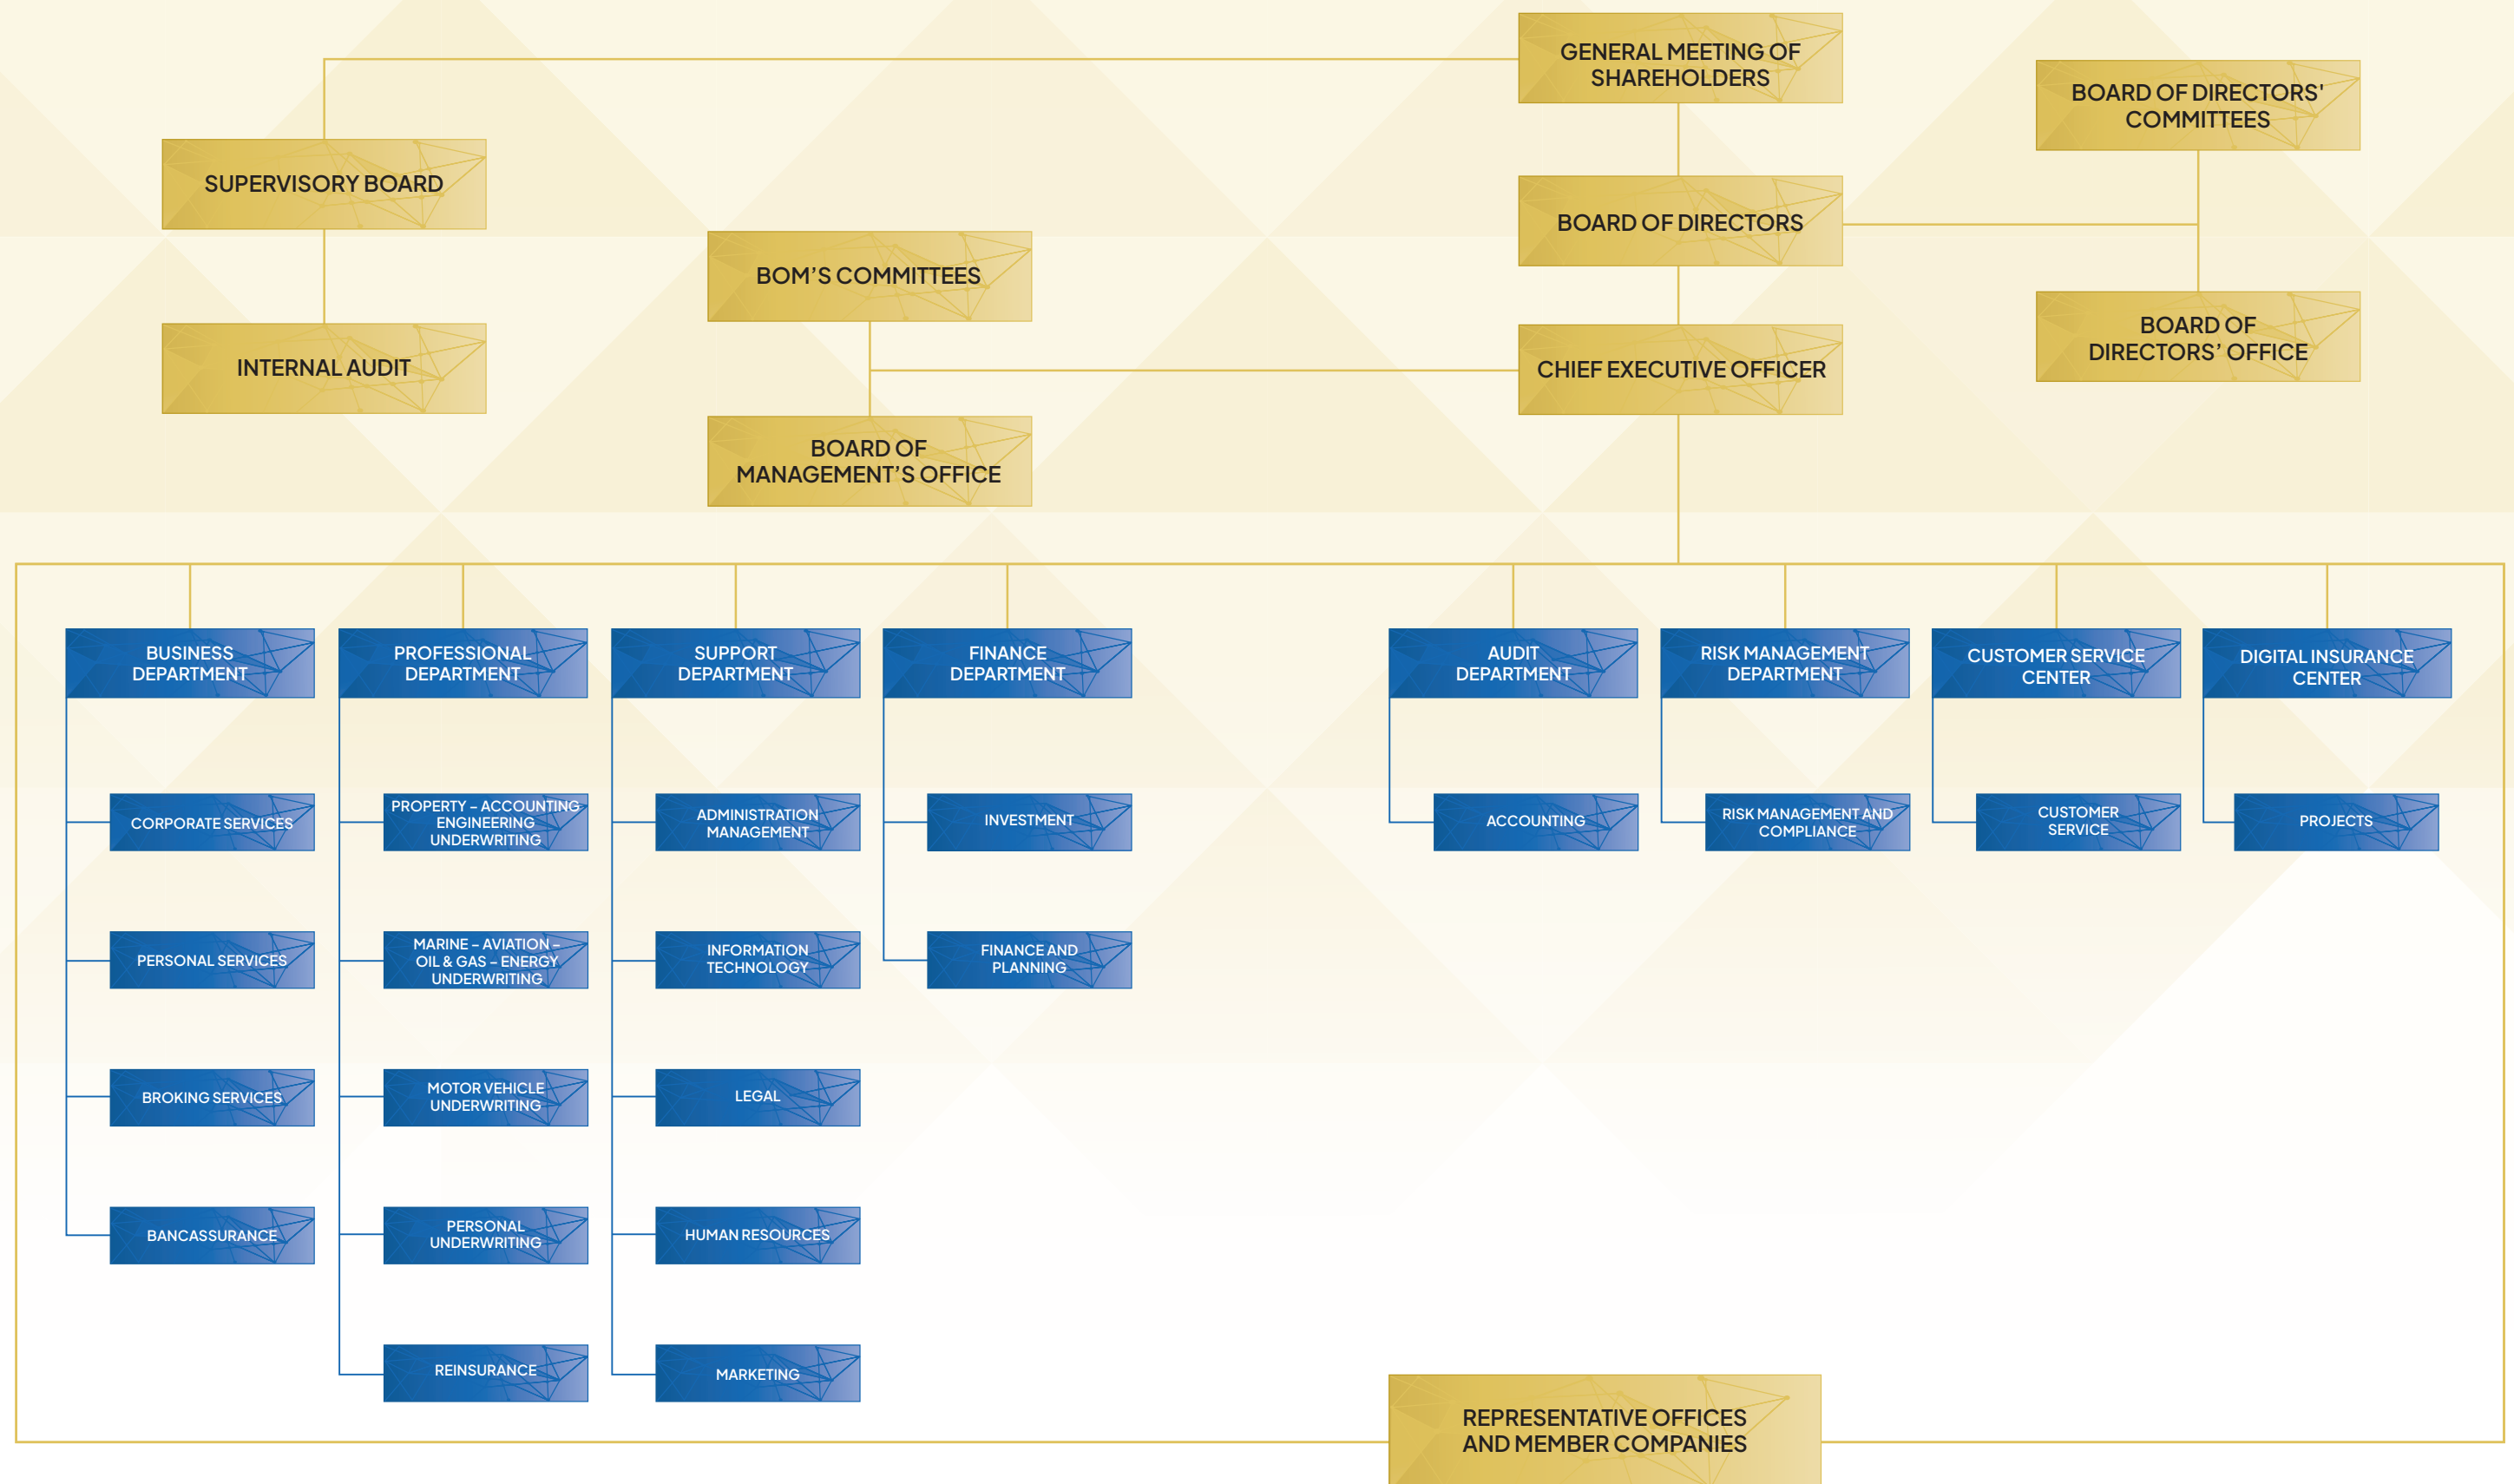 GENERAL MEETING OF
SHAREHOLDERS
BOARD OF DIRECTORS'
COMMITTEES
SUPERVISORY BOARD
BOARD OF DIRECTORS
BOM’S COMMITTEES
INTERNAL AUDIT
CHIEF EXECUTIVE OFFICER
BOARD OF
DIRECTORS’ OFFICE
BOARD OF
MANAGEMENT’S OFFICE
BUSINESS
DEPARTMENT
PROFESSIONAL
DEPARTMENT
SUPPORT
DEPARTMENT
FINANCE
DEPARTMENT
AUDIT
DEPARTMENT
RISK MANAGEMENT
DEPARTMENT
CUSTOMER SERVICE
CENTER
DIGITAL INSURANCE
CENTER
CORPORATE SERVICES
PROPERTY – ACCOUNTING
ENGINEERING
UNDERWRITING
ADMINISTRATION
MANAGEMENT
INVESTMENT
ACCOUNTING
RISK MANAGEMENT AND
COMPLIANCE
CUSTOMER
SERVICE
PROJECTS
PERSONAL SERVICES
MARINE – AVIATION –
OIL & GAS – ENERGY
UNDERWRITING
INFORMATION
TECHNOLOGY
FINANCE AND
PLANNING
BROKING SERVICES
MOTOR VEHICLE
UNDERWRITING
LEGAL
BANCASSURANCE
PERSONAL
UNDERWRITING
HUMAN RESOURCES
REINSURANCE
MARKETING
REPRESENTATIVE OFFICES
AND MEMBER COMPANIES